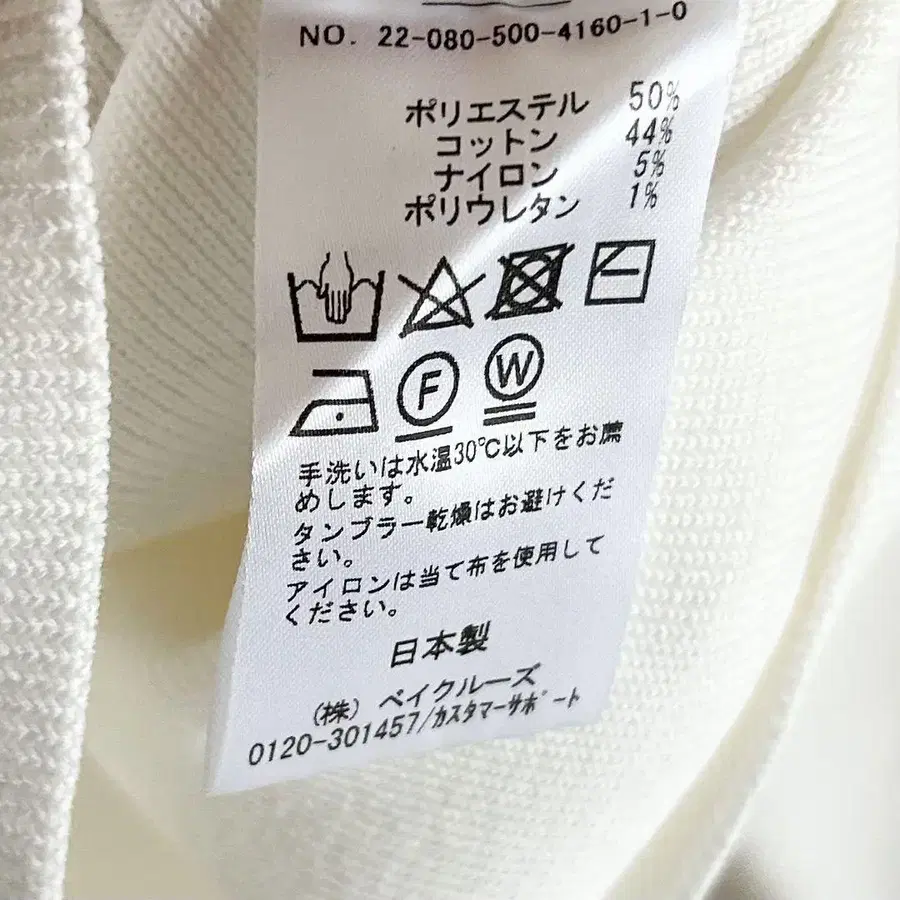 NO. 22-080-500-4160-1-0
ポリエステル 50%
コットン 44%
ナイロン 5%
ポリウレタン 1%
F W
手洗いは水温30℃以下をお薦
めします。
タンブラー乾燥はお避けくだ
さい。
アイロンは当て布を使用して
ください。
日本製
(株) ベイクルーズ
0120-301457/カスタマーサポート